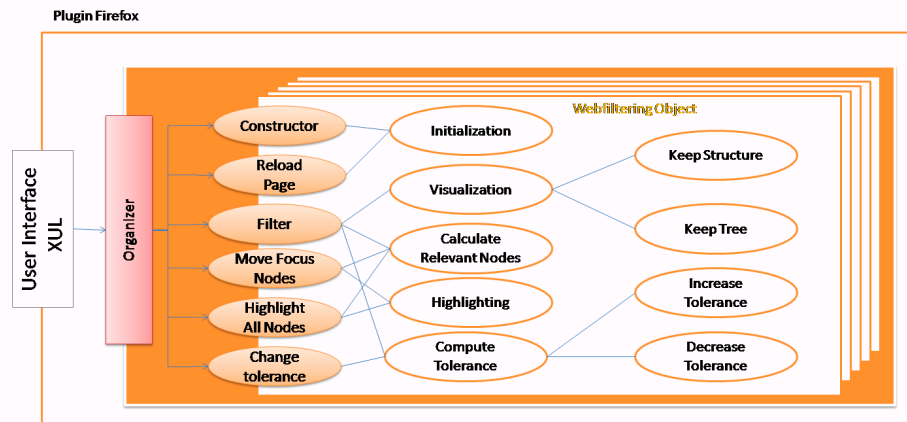 Plugin Firefox
User Interface
XUL
Organizer
Webfiltering Object
Constructor
Reload
Page
Filter
Move Focus
Nodes
Highlight
All Nodes
Change
tolerance
Initialization
Visualization
Calculate
Relevant Nodes
Highlighting
Compute
Tolerance
Keep Structure
Keep Tree
Increase
Tolerance
Decrease
Tolerance